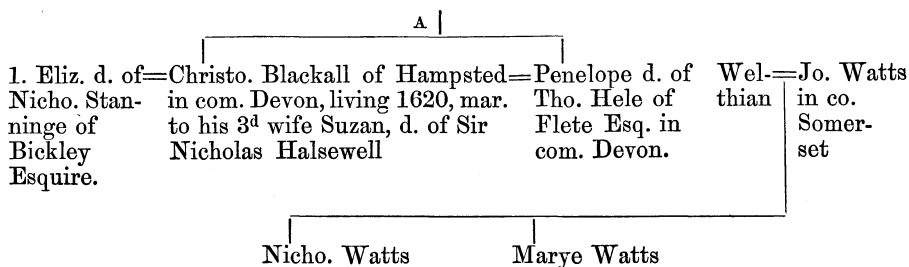 A
1. Eliz. d. of=Christo. Blackall of Hampsted=Penelope d. of Wel-=Jo. Watts
Nicho. Stan- in com. Devon, living 1620, mar. Tho. Hele of thian in co.
ninge of to his 3d wife Suzan, d. of Sir Flete Esq. in Somer-
Bickley Nicholas Halsewell com. Devon. set
Esquire.
Nicho. Watts Marye Watts